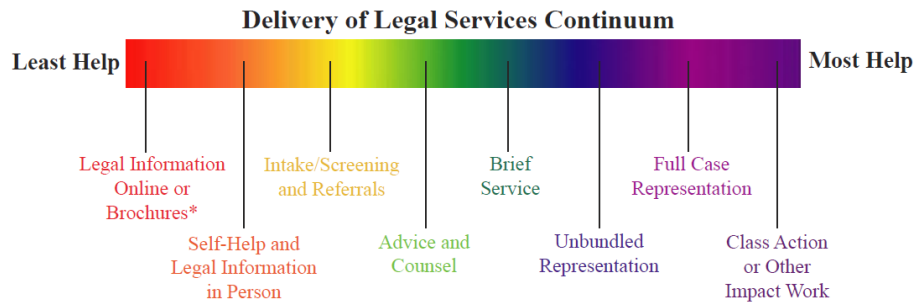 Delivery of Legal Services Continuum
Least Help
Most Help
Legal Information
Online or
Brochures*
Self-Help and
Legal Information
in Person
Intake/Screening
and Referrals
Advice and
Counsel
Brief
Service
Unbundled
Representation
Full Case
Representation
Class Action
or Other
Impact Work